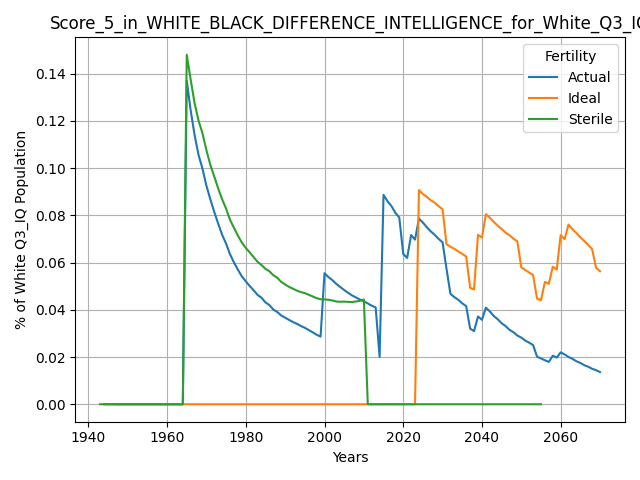 Score_5_in_WHITE_BLACK_DIFFERENCE_INTELLIGENCE_for_White_Q3_IQ
Fertility
Actual
Ideal
Sterile
% of White Q3_IQ Population
0.14
0.12
0.10
0.08
0.06
0.04
0.02
0.00
1940 1960 1980 2000 2020 2040 2060
Years